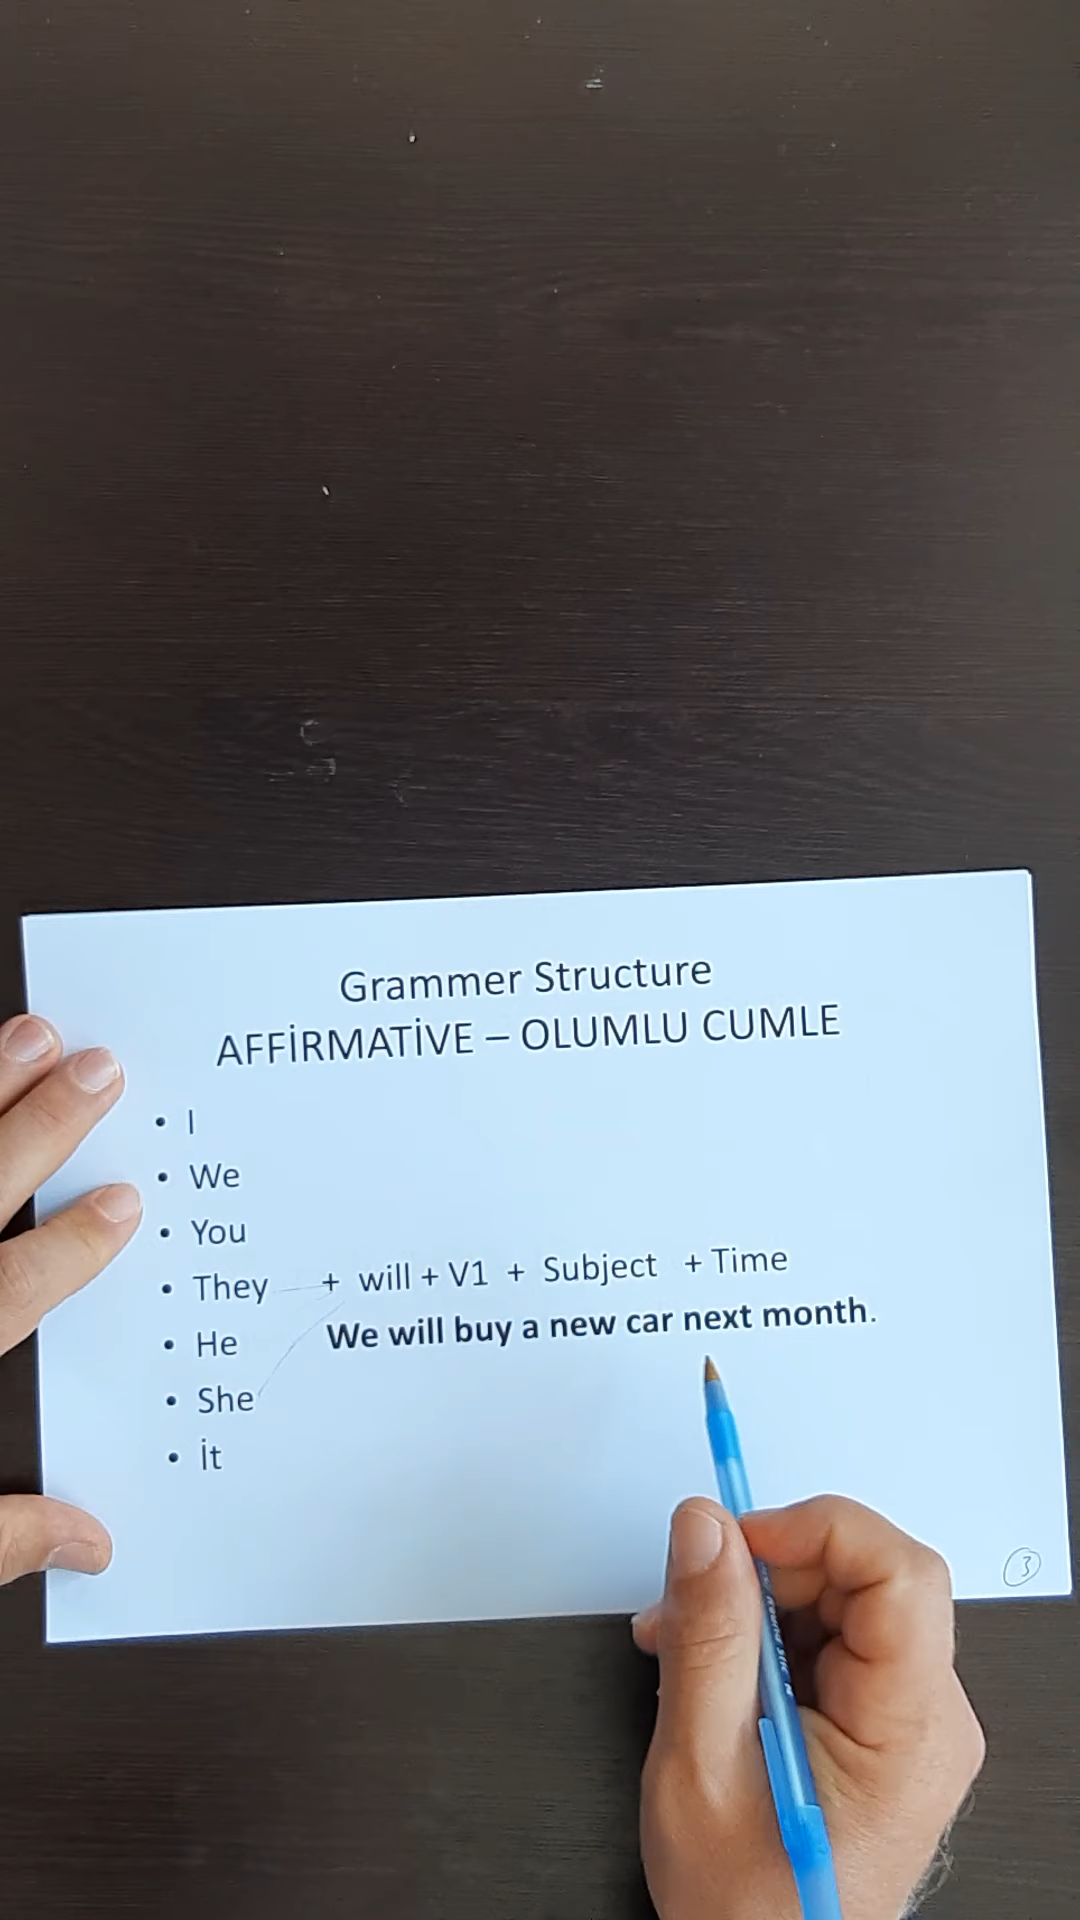 Grammer Structure
AFFİRMATİVE – OLUMLU CUMLE
• I
• We
• You
• They + will + V1 + Subject + Time
• He We will buy a new car next month.
• She
• İt
3